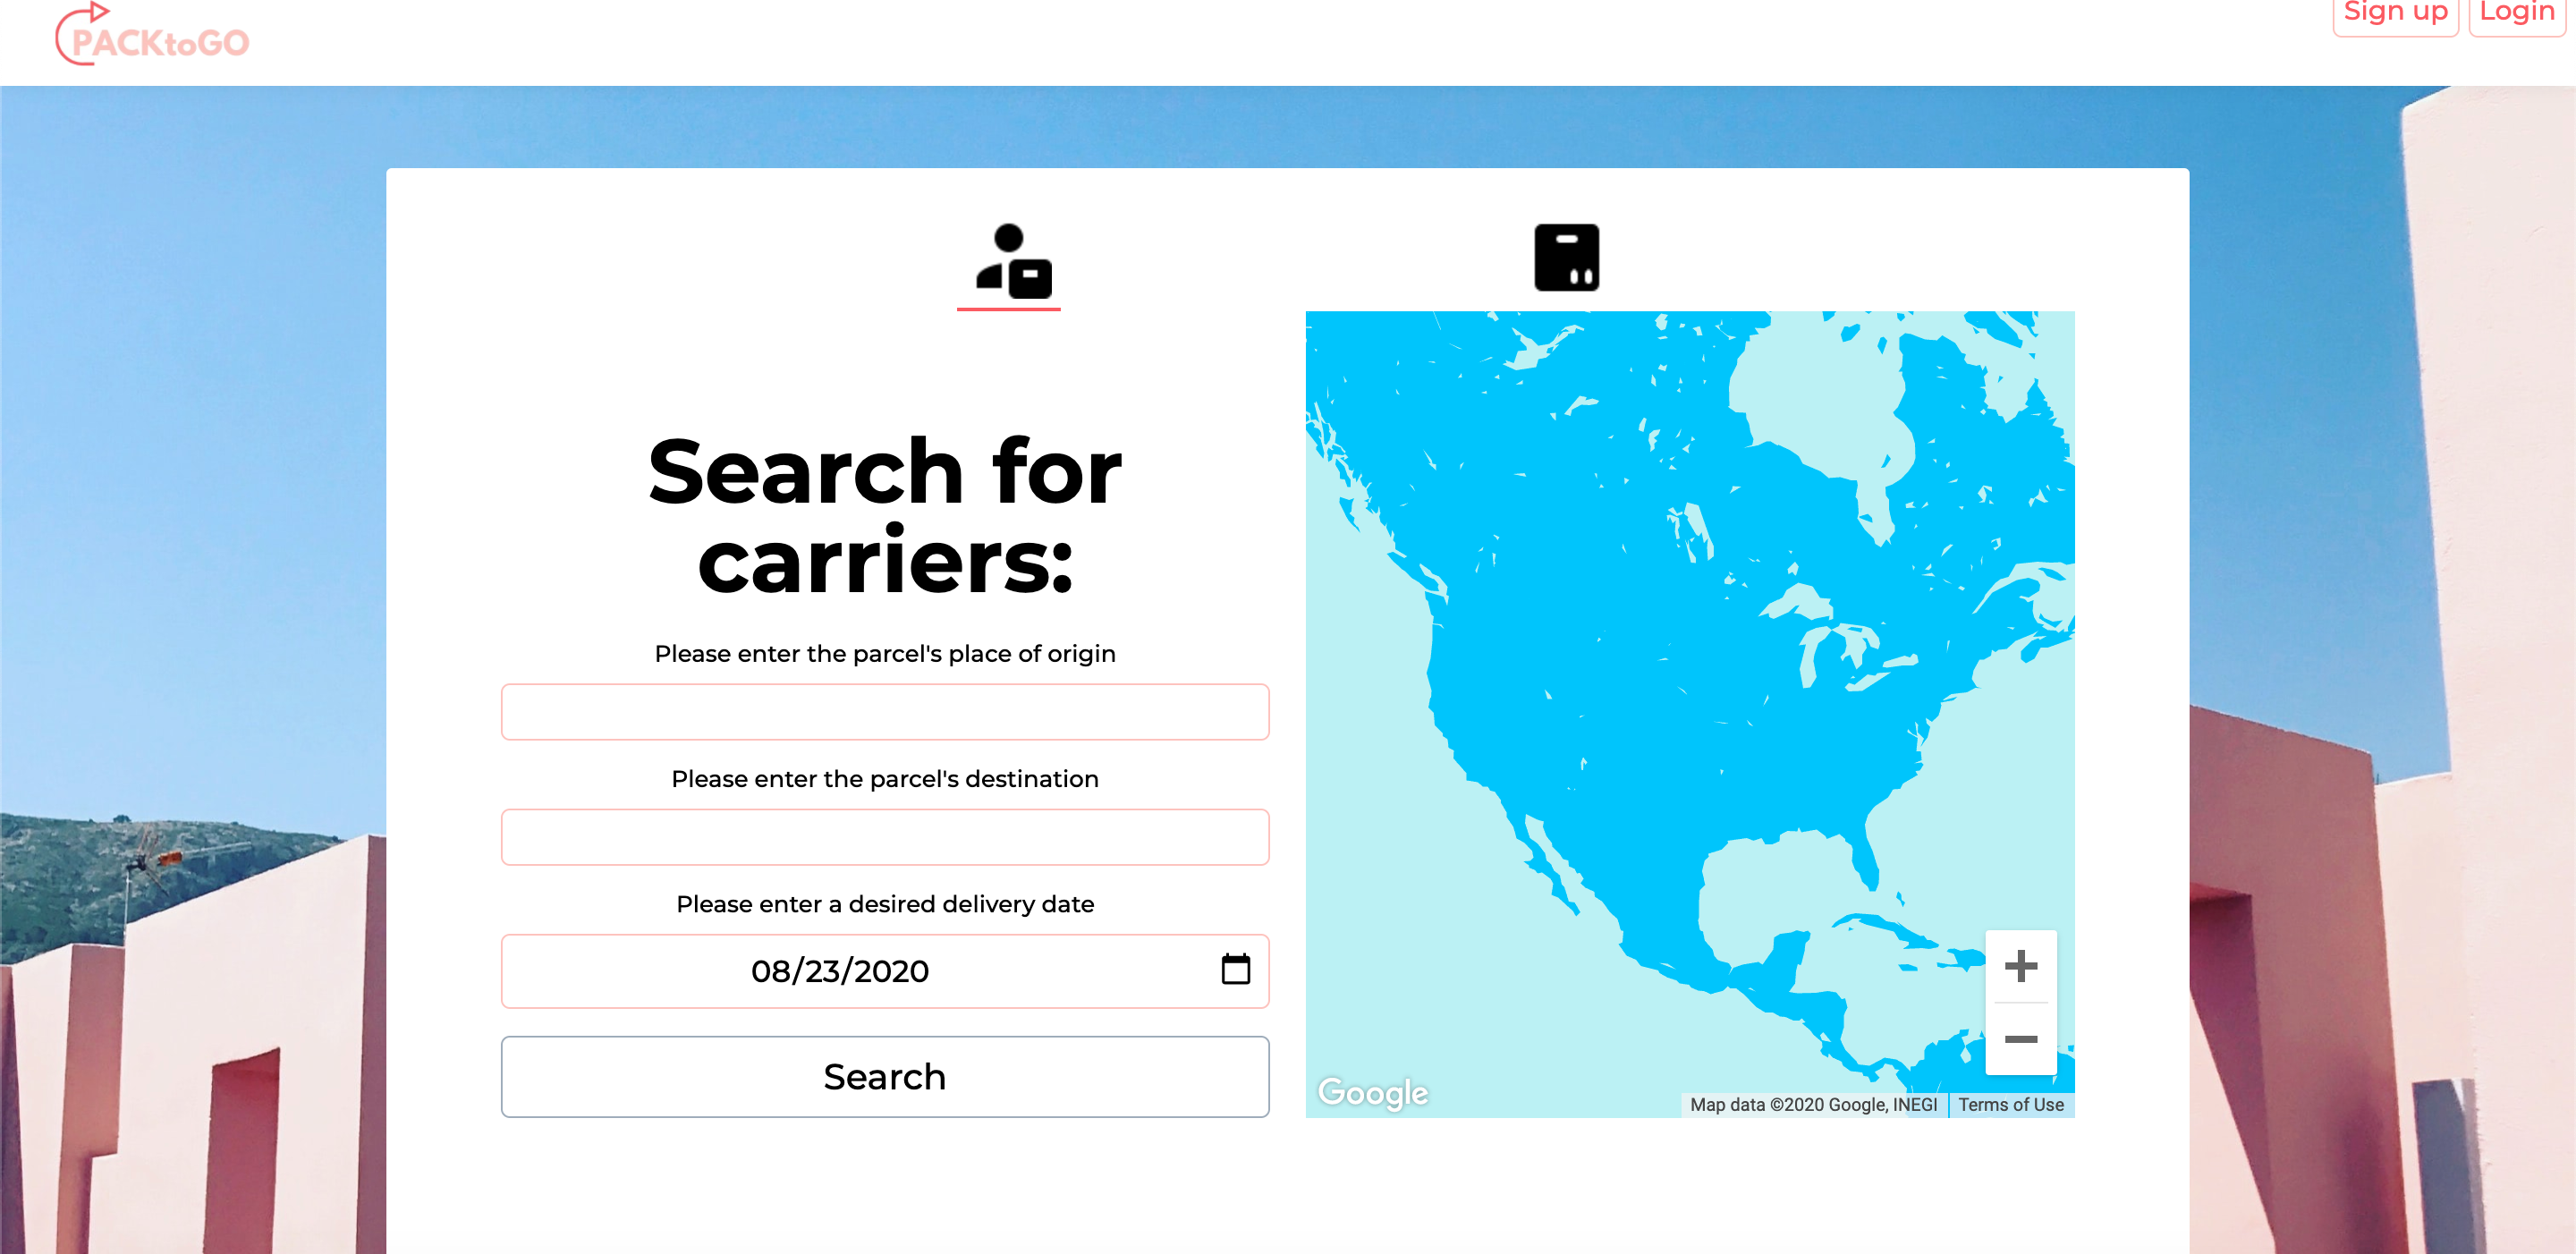 PACKtoGO
Sign up
Login
Search for
carriers:
Please enter the parcel's place of origin
Please enter the parcel's destination
Please enter a desired delivery date
08/23/2020
Search
Google
Map data ©2020 Google, INEGI
Terms of Use